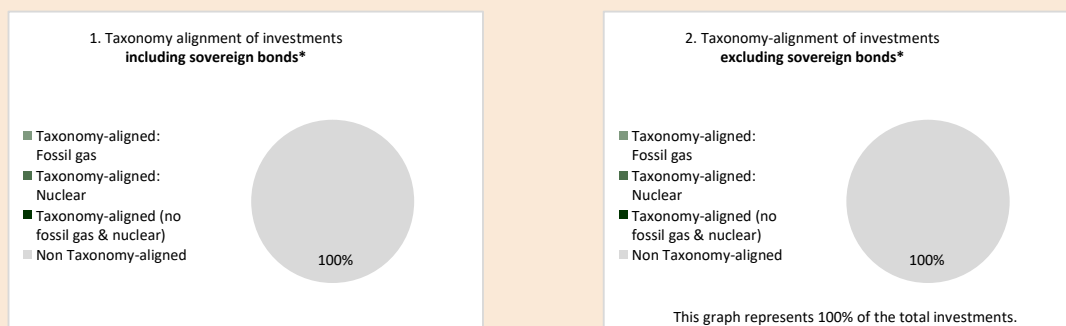 1. Taxonomy alignment of investments
including sovereign bonds*
Taxonomy-aligned:
Fossil gas
Taxonomy-aligned:
Nuclear
Taxonomy-aligned (no
fossil gas & nuclear)
Non Taxonomy-aligned
100%
2. Taxonomy-alignment of investments
excluding sovereign bonds*
Taxonomy-aligned:
Fossil gas
Taxonomy-aligned:
Nuclear
Taxonomy-aligned (no
fossil gas & nuclear)
Non Taxonomy-aligned
100%
This graph represents 100% of the total investments.